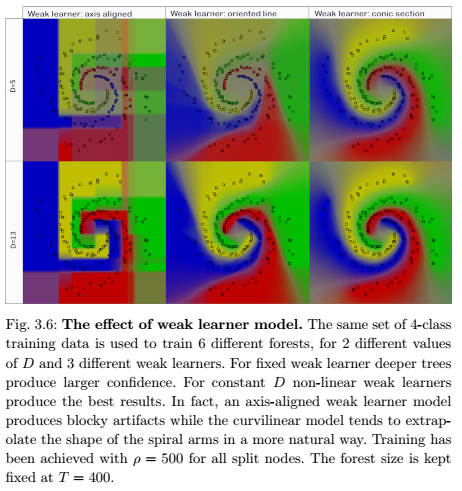 Weak learner: axis aligned Weak learner: oriented line Weak learner: conic section
D=5
D=13
Fig. 3.6: The effect of weak learner model. The same set of 4-class
training data is used to train 6 different forests, for 2 different values
of D and 3 different weak learners. For fixed weak learner deeper trees
produce larger confidence. For constant D non-linear weak learners
produce the best results. In fact, an axis-aligned weak learner model
produces blocky artifacts while the curvilinear model tends to extrap-
olate the shape of the spiral arms in a more natural way. Training has
been achieved with ρ = 500 for all split nodes. The forest size is kept
fixed at T = 400.